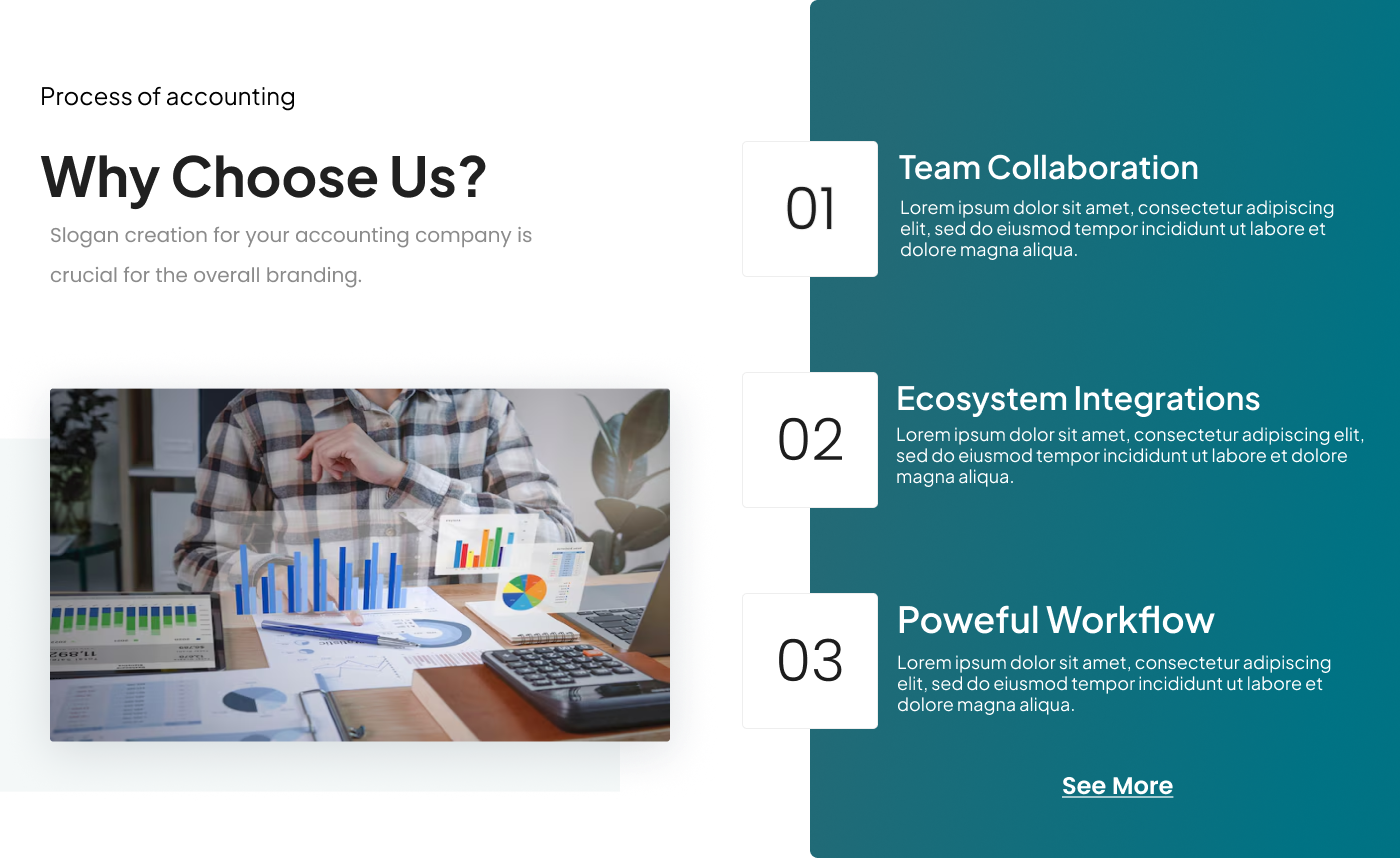 Process of accounting
Why Choose Us?
Slogan creation for your accounting company is
crucial for the overall branding.
01
Team Collaboration
Lorem ipsum dolor sit amet, consectetur adipiscing
elit, sed do eiusmod tempor incididunt ut labore et
dolore magna aliqua.
02
Ecosystem Integrations
Lorem ipsum dolor sit amet, consectetur adipiscing elit,
sed do eiusmod tempor incididunt ut labore et dolore
magna aliqua.
03
Poweful Workflow
Lorem ipsum dolor sit amet, consectetur adipiscing
elit, sed do eiusmod tempor incididunt ut labore et
dolore magna aliqua.
See More